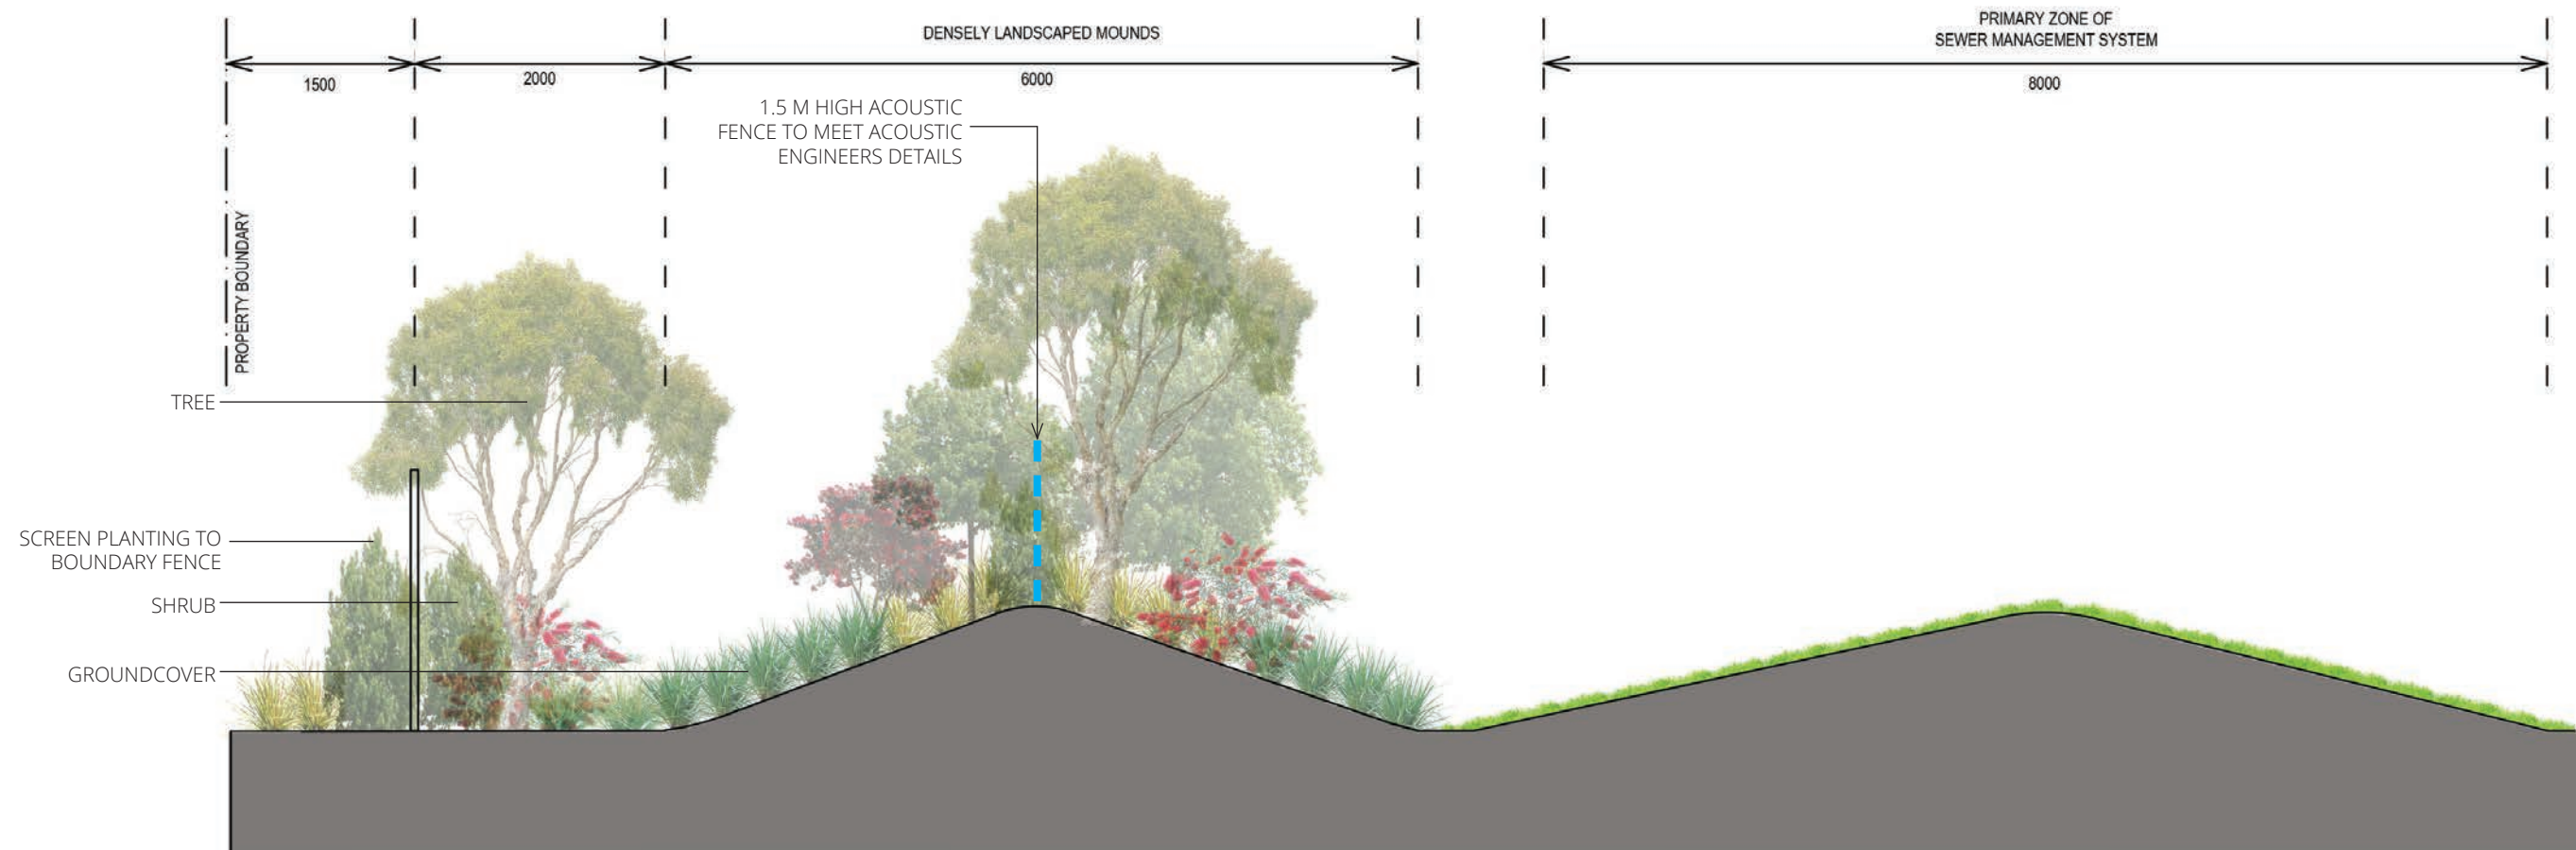 DENSELY LANDSCAPED MOUNDS
PRIMARY ZONE OF
SEWER MANAGEMENT SYSTEM
1500
2000
6000
8000
1.5 M HIGH ACOUSTIC
FENCE TO MEET ACOUSTIC
ENGINEERS DETAILS
PROPERTY BOUNDARY
TREE
SCREEN PLANTING TO
BOUNDARY FENCE
SHRUB
GROUNDCOVER